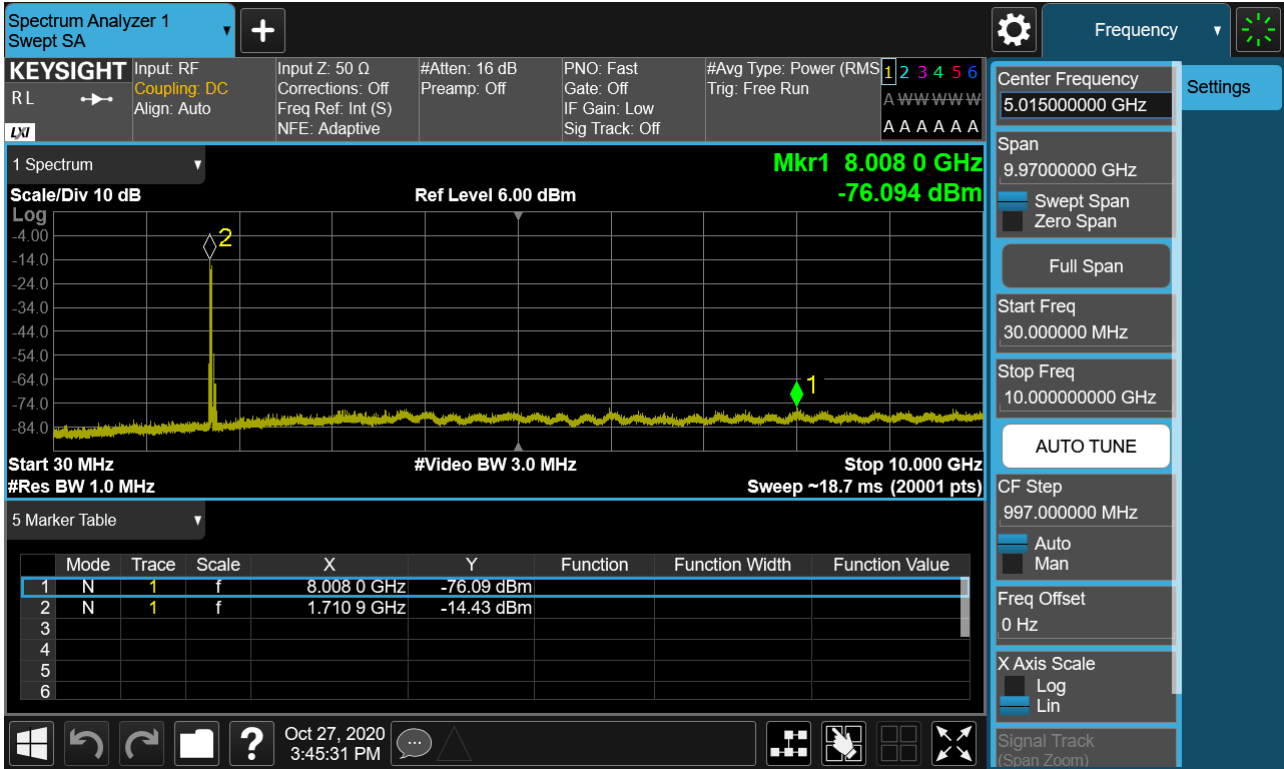 Spectrum Analyzer 1
Swept SA
Frequency
KEYSIGHT
R L
LXI
Input: RF
Coupling: DC
Align: Auto
Input Z: 50 Ω
Corrections: Off
Freq Ref: Int (S)
NFE: Adaptive
#Atten: 16 dB
Preamp: Off
PNO: Fast
Gate: Off
IF Gain: Low
Sig Track: Off
#Avg Type: Power (RMS
Trig: Free Run
1 2 3 4 5 6
A W W W W W
A A A A A A
1 Spectrum
Mkr1 8.008 0 GHz
-76.094 dBm
Scale/Div 10 dB
Ref Level 6.00 dBm
Log
-4.00
-14.0
-24.0
-34.0
-44.0
-54.0
-64.0
-74.0
-84.0
2
1
Start 30 MHz
#Video BW 3.0 MHz
Stop 10.000 GHz
#Res BW 1.0 MHz
Sweep ~18.7 ms (20001 pts)
5 Marker Table
Mode Trace Scale X Y Function Function Width Function Value
1 N 1 f 8.008 0 GHz -76.09 dBm
2 N 1 f 1.710 9 GHz -14.43 dBm
3
4
5
6
Oct 27, 2020
3:45:31 PM
Center Frequency
5.015000000 GHz
Settings
Span
9.97000000 GHz
Swept Span
Zero Span
Full Span
Start Freq
30.000000 MHz
Stop Freq
10.000000000 GHz
AUTO TUNE
CF Step
997.000000 MHz
Auto
Man
Freq Offset
0 Hz
X Axis Scale
Log
Lin
Signal Track
(Span Zoom)